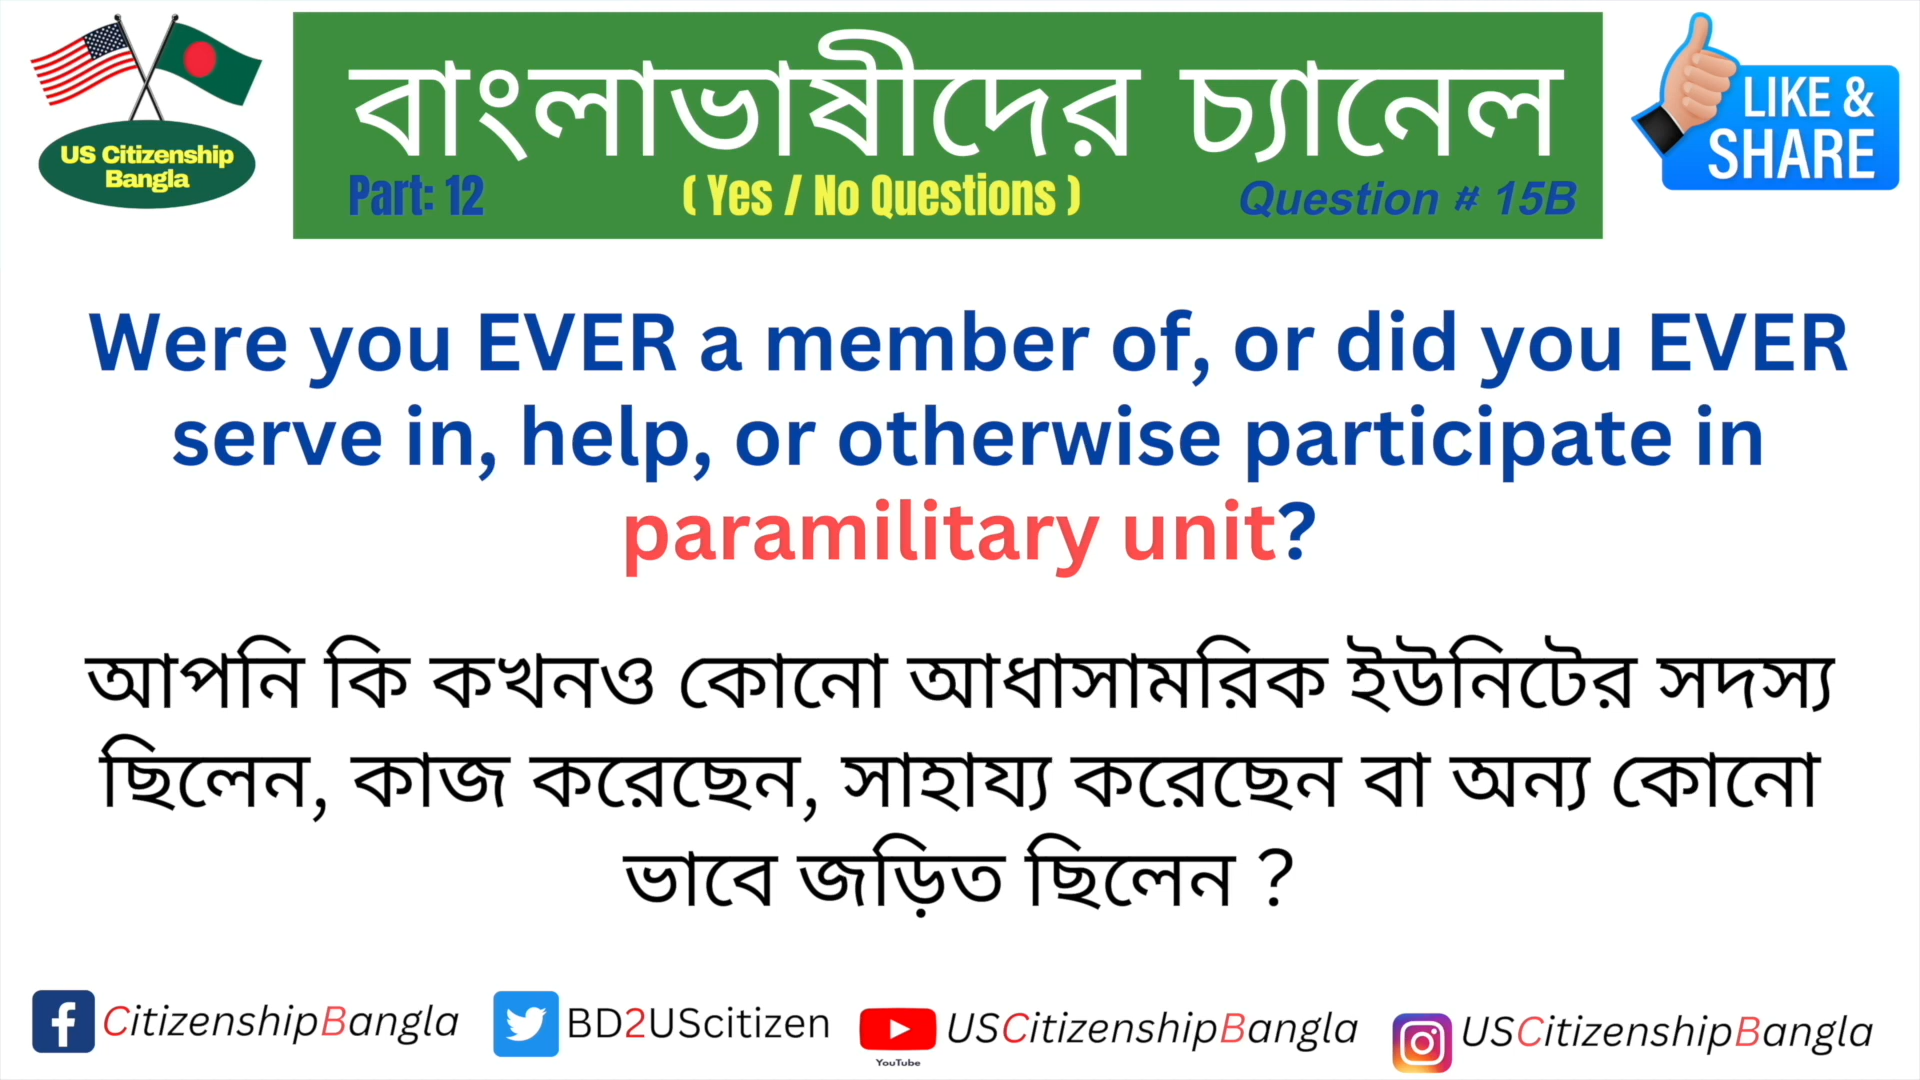 US Citizenship
Bangla
বাংলাভাষীদের চ্যানেল
Part: 12
( Yes / No Questions )
Question # 15B
LIKE &
SHARE
Were you EVER a member of, or did you EVER
serve in, help, or otherwise participate in
paramilitary unit?
আপনি কি কখনও কোনো আধাসামরিক ইউনিটের সদস্য
ছিলেন, কাজ করেছেন, সাহায্য করেছেন বা অন্য কোনো
ভাবে জড়িত ছিলেন ?
CitizenshipBangla
BD2UScitizen
YouTube
USCitizenshipBangla
USCitizenshipBangla